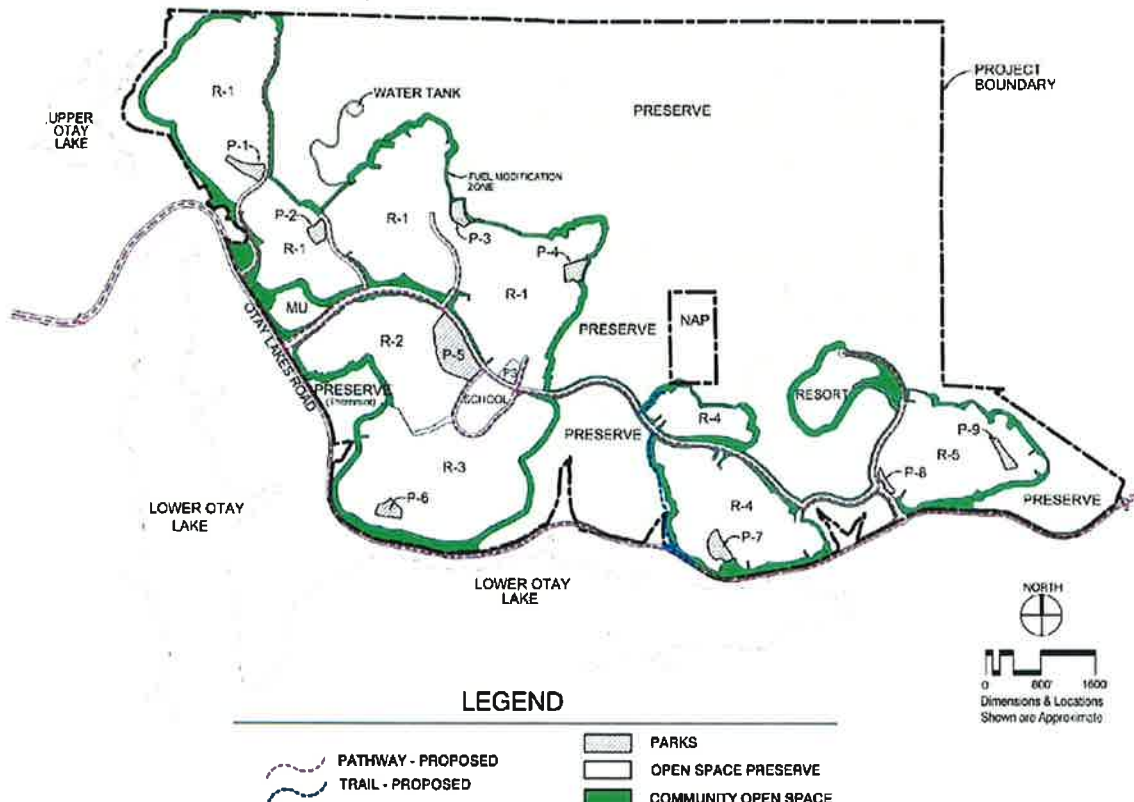 PROJECT
BOUNDARY
R-1
WATER TANK
PRESERVE
UPPER
OTAY
LAKE
P-1
FUEL MODIFICATION
ZONE
P-2
R-1
P-3
R-1
P-4
R-1
MU
OTAY LAKES ROAD
PRESERVE
NAP
R-2
P-5
PRESERVE
SCHOOL
RESORT
R-4
PRESERVE
P-9
R-3
P-8
R-5
P-6
R-4
PRESERVE
LOWER OTAY
LAKE
P-7
LOWER OTAY
LAKE
NORTH
0 800' 1600
Dimensions & Locations
Shown are Approximate
LEGEND
PATHWAY - PROPOSED
TRAIL - PROPOSED
PARKS
OPEN SPACE PRESERVE
COMMUNITY OPEN SPACE